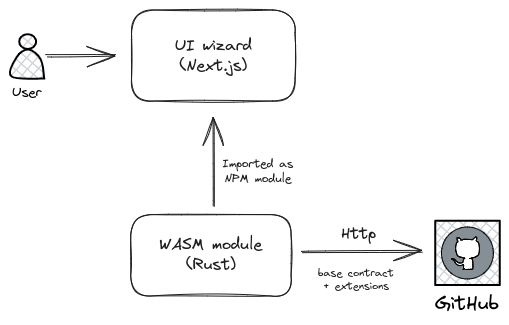 UI wizard
(Next.js)
User
Imported as
NPM module
WASM module
(Rust)
Http
base contract
+ extensions
GitHub